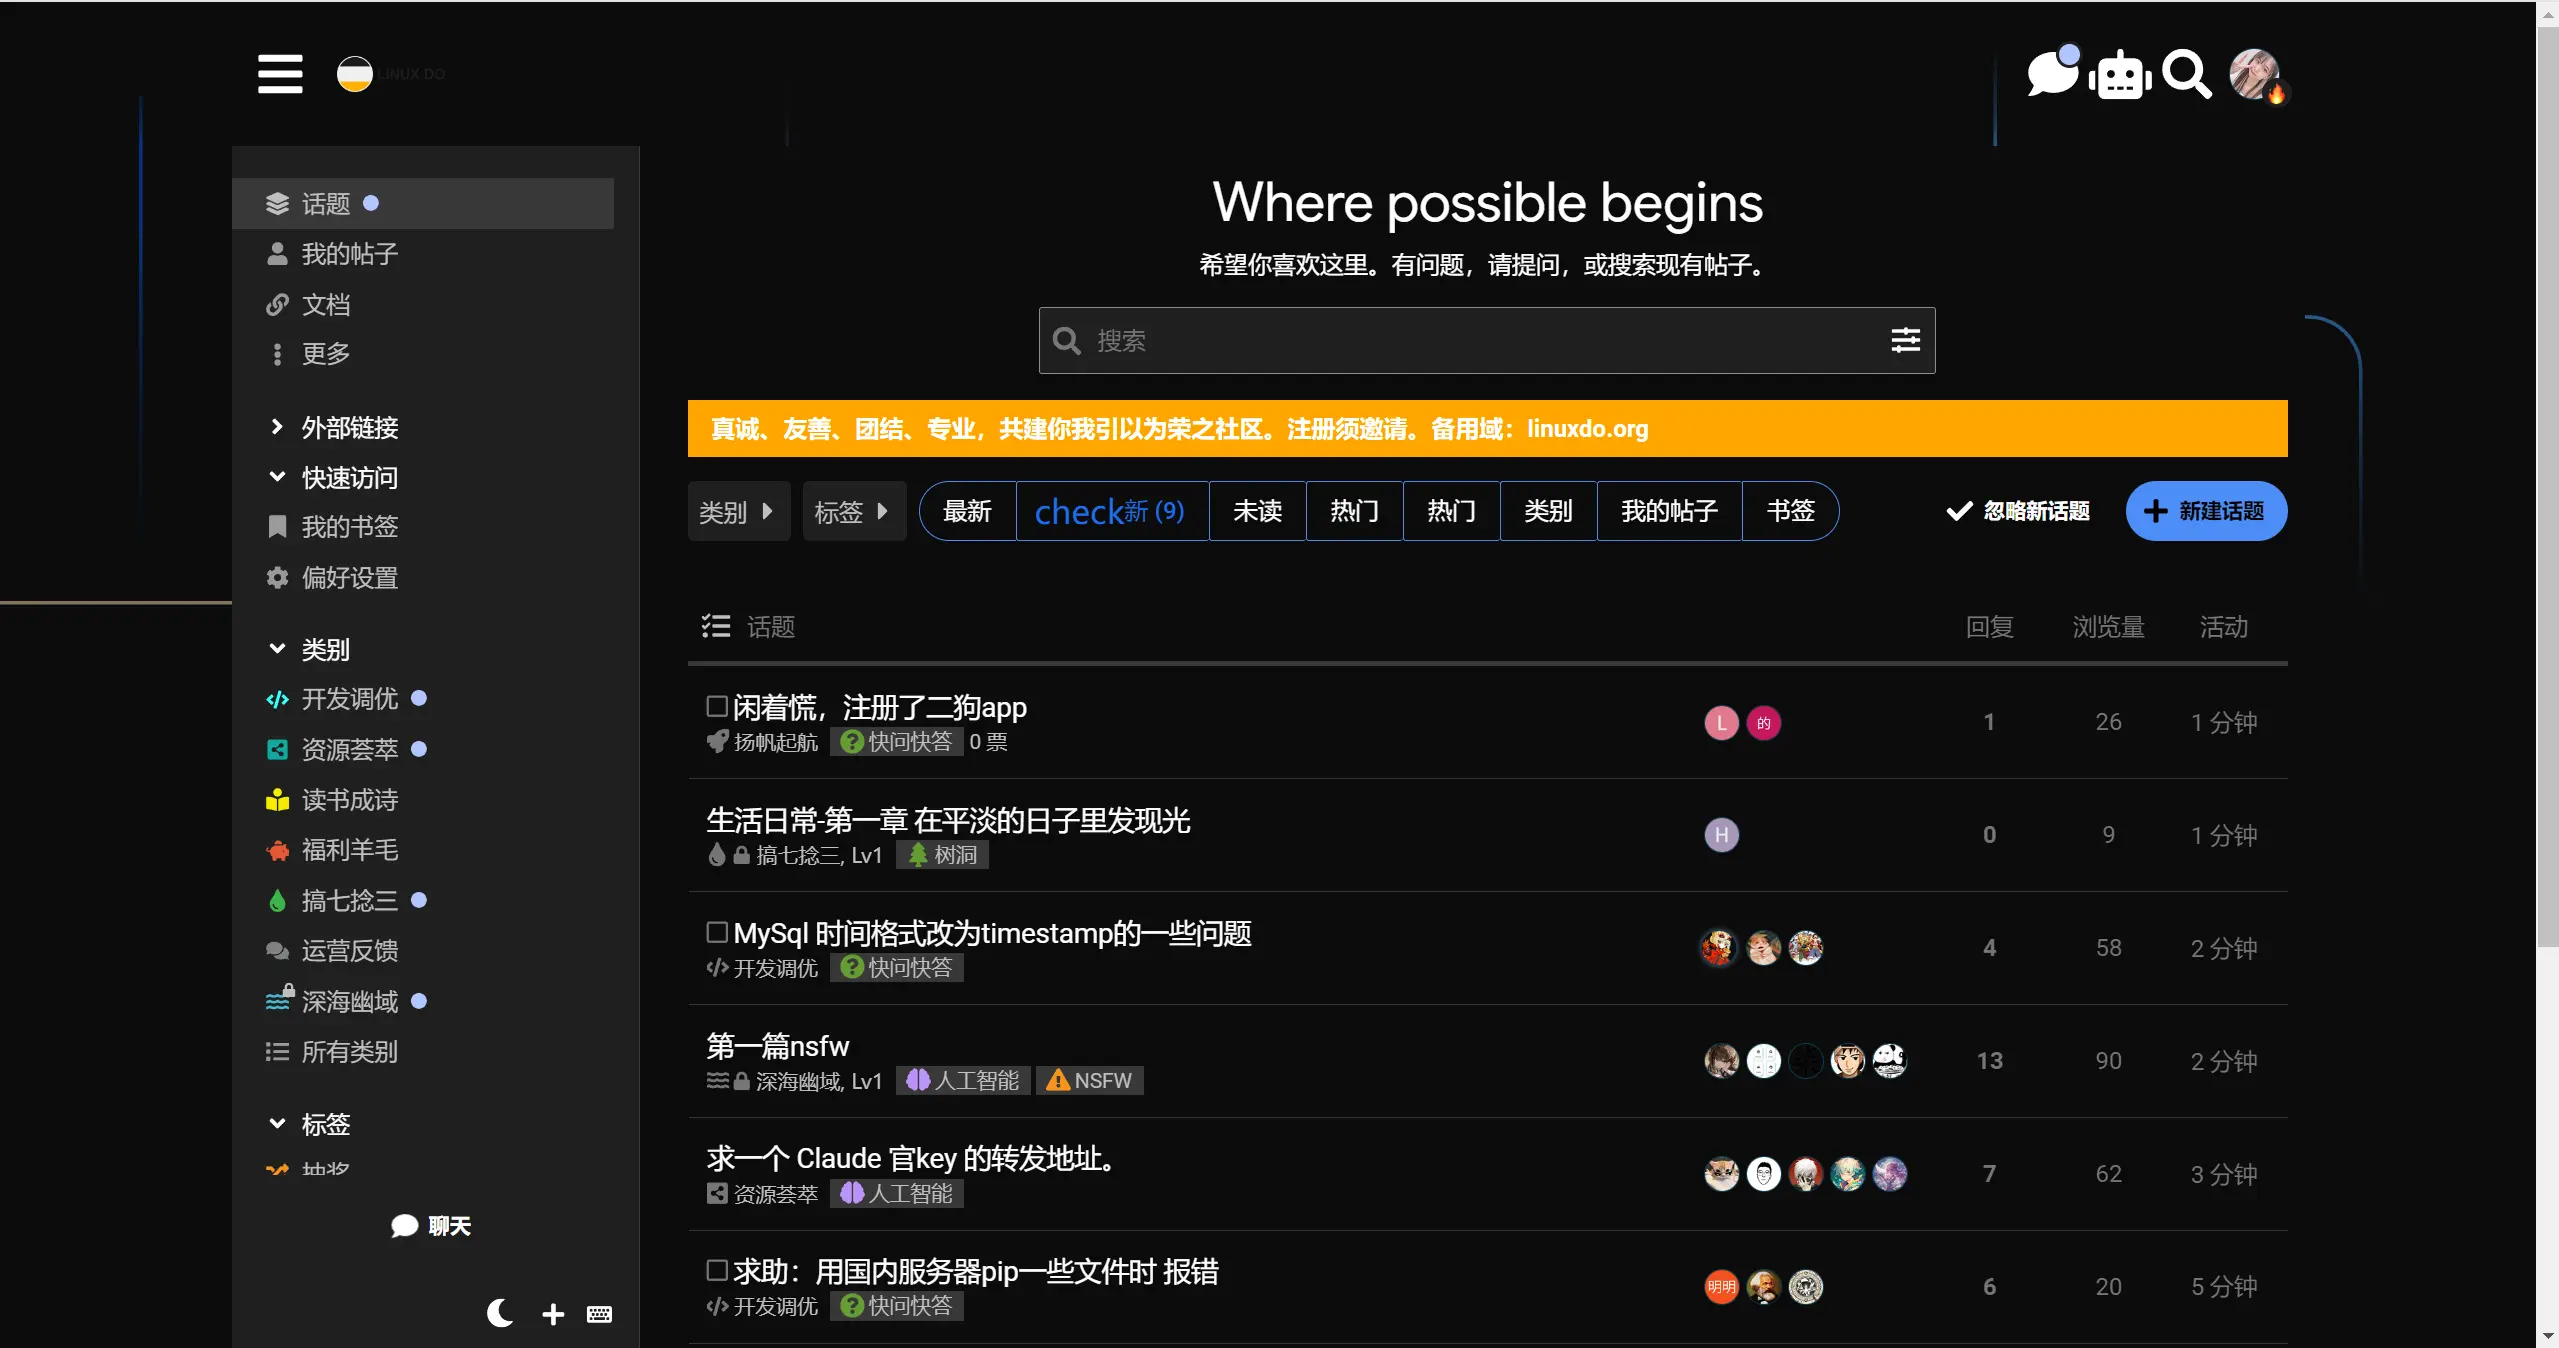 LINUX DO
话题
我的帖子
文档
更多
外部链接
快速访问
我的书签
偏好设置
类别
开发调优
资源荟萃
读书成诗
福利羊毛
搞七捻三
运营反馈
深海幽域
所有类别
标签
抽奖
聊天
Where possible begins
希望你喜欢这里。有问题，请提问，或搜索现有帖子。
搜索
真诚、友善、团结、专业，共建你我引以为荣之社区。注册须邀请。备用域：linuxdo.org
类别 标签 最新 check新 (9) 未读 热门 热门 类别 我的帖子 书签 忽略新话题 新建话题
话题 回复 浏览量 活动
闲着慌，注册了二狗app
L 的 1 26 1 分钟
扬帆起航 快问快答 0 票
生活日常-第一章 在平淡的日子里发现光
H 0 9 1 分钟
搞七捻三, Lv1 树洞
MySql 时间格式改为timestamp的一些问题
4 58 2 分钟
开发调优 快问快答
第一篇nsfw
13 90 2 分钟
深海幽域, Lv1 人工智能 NSFW
求一个 Claude 官key 的转发地址。
7 62 3 分钟
资源荟萃 人工智能
求助：用国内服务器pip一些文件时 报错
明明 6 20 5 分钟
开发调优 快问快答